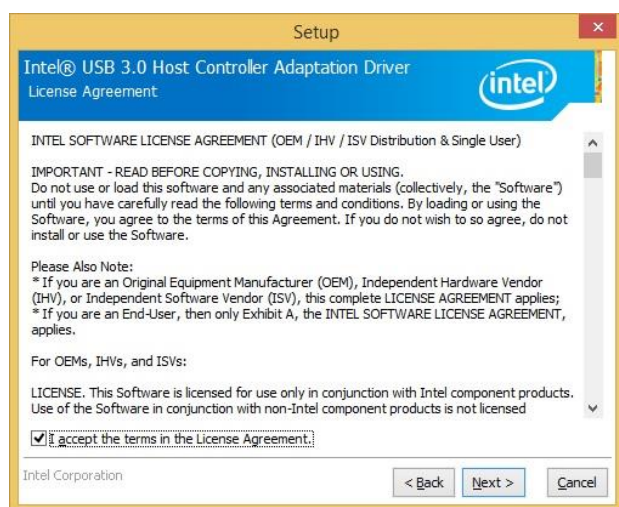 Setup
Intel® USB 3.0 Host Controller Adaptation Driver
License Agreement
intel
INTEL SOFTWARE LICENSE AGREEMENT (OEM / IHV / ISV Distribution & Single User)
IMPORTANT - READ BEFORE COPYING, INSTALLING OR USING.
Do not use or load this software and any associated materials (collectively, the "Software")
until you have carefully read the following terms and conditions. By loading or using the
Software, you agree to the terms of this Agreement. If you do not wish to so agree, do not
install or use the Software.
Please Also Note:
* If you are an Original Equipment Manufacturer (OEM), Independent Hardware Vendor
(IHV), or Independent Software Vendor (ISV), this complete LICENSE AGREEMENT applies;
* If you are an End-User, then only Exhibit A, the INTEL SOFTWARE LICENSE AGREEMENT,
applies.
For OEMs, IHVs, and ISVs:
LICENSE. This Software is licensed for use only in conjunction with Intel component products.
Use of the Software in conjunction with non-Intel component products is not licensed
I accept the terms in the License Agreement.
Intel Corporation
< Back Next > Cancel